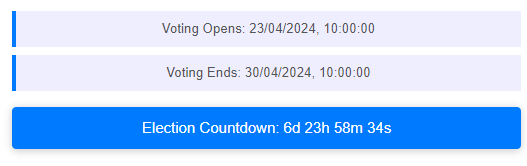 Voting Opens: 23/04/2024, 10:00:00
Voting Ends: 30/04/2024, 10:00:00
Election Countdown: 6d 23h 58m 34s